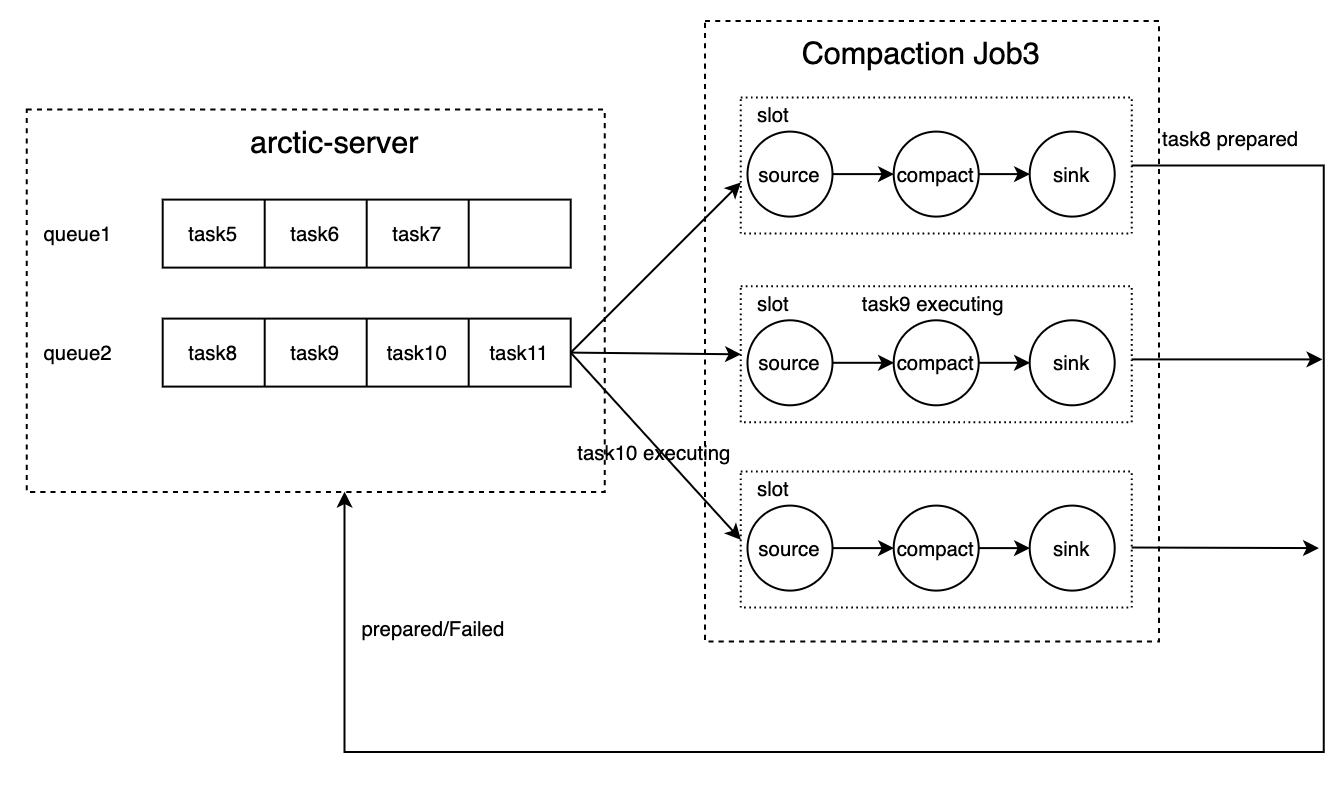 Compaction Job3
arctic-server
queue1
task5
task6
task7
queue2
task8
task9
task10
task11
task10 executing
slot
source
compact
sink
task8 prepared
slot
task9 executing
source
compact
sink
slot
source
compact
sink
prepared/Failed